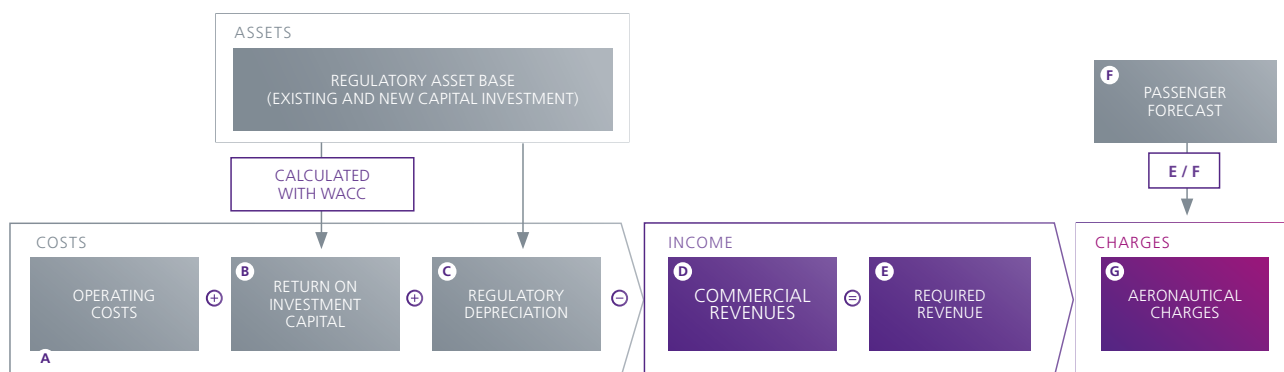 ASSETS
REGULATORY ASSET BASE
(EXISTING AND NEW CAPITAL INVESTMENT)
F
PASSENGER
FORECAST
CALCULATED
WITH WACC
E / F
COSTS
INCOME
CHARGES
A
OPERATING
COSTS
+
B
RETURN ON
INVESTMENT
CAPITAL
+
C
REGULATORY
DEPRECIATION
−
D
COMMERCIAL
REVENUES
=
E
REQUIRED
REVENUE
G
AERONAUTICAL
CHARGES